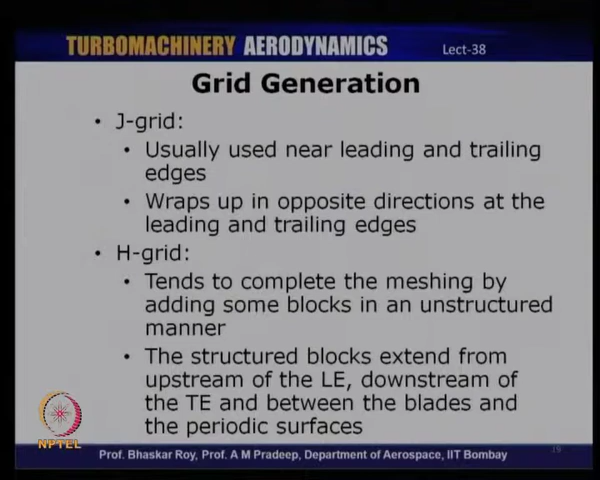 TURBOMACHINERY AERODYNAMICS
Lect-38
Grid Generation
• J-grid:
• Usually used near leading and trailing
edges
• Wraps up in opposite directions at the
leading and trailing edges
• H-grid:
• Tends to complete the meshing by
adding some blocks in an unstructured
manner
• The structured blocks extend from
upstream of the LE, downstream of
the TE and between the blades and
the periodic surfaces
NPTEL
Prof. Bhaskar Roy, Prof. A M Pradeep, Department of Aerospace, IIT Bombay